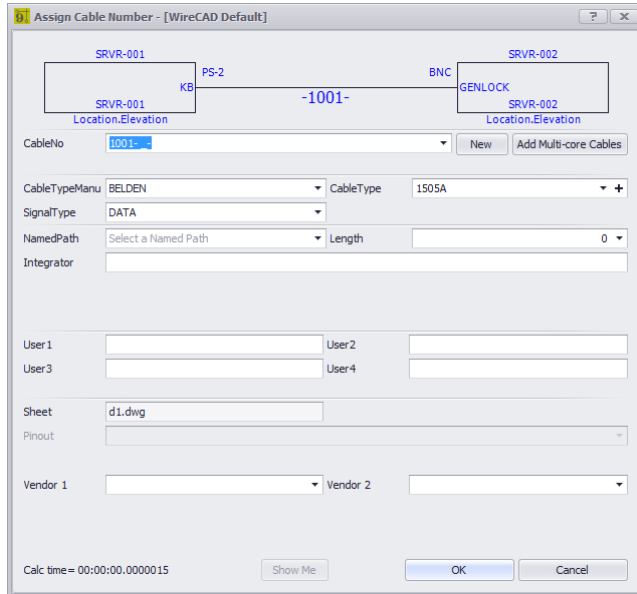 9 Assign Cable Number - [WireCAD Default] ? x
SRVR-001 SRVR-002
PS-2 BNC
KB GENLOCK
-1001-
SRVR-001 SRVR-002
Location.Elevation Location.Elevation
CableNo 1001-_- New Add Multi-core Cables
CableTypeManu BELDEN CableType 1505A +
SignalType DATA
NamedPath Select a Named Path Length 0
Integrator
User1 User2
User3 User4
Sheet d1.dwg
Pinout
Vendor 1 Vendor 2
Calc time= 00:00:00.0000015 Show Me OK Cancel